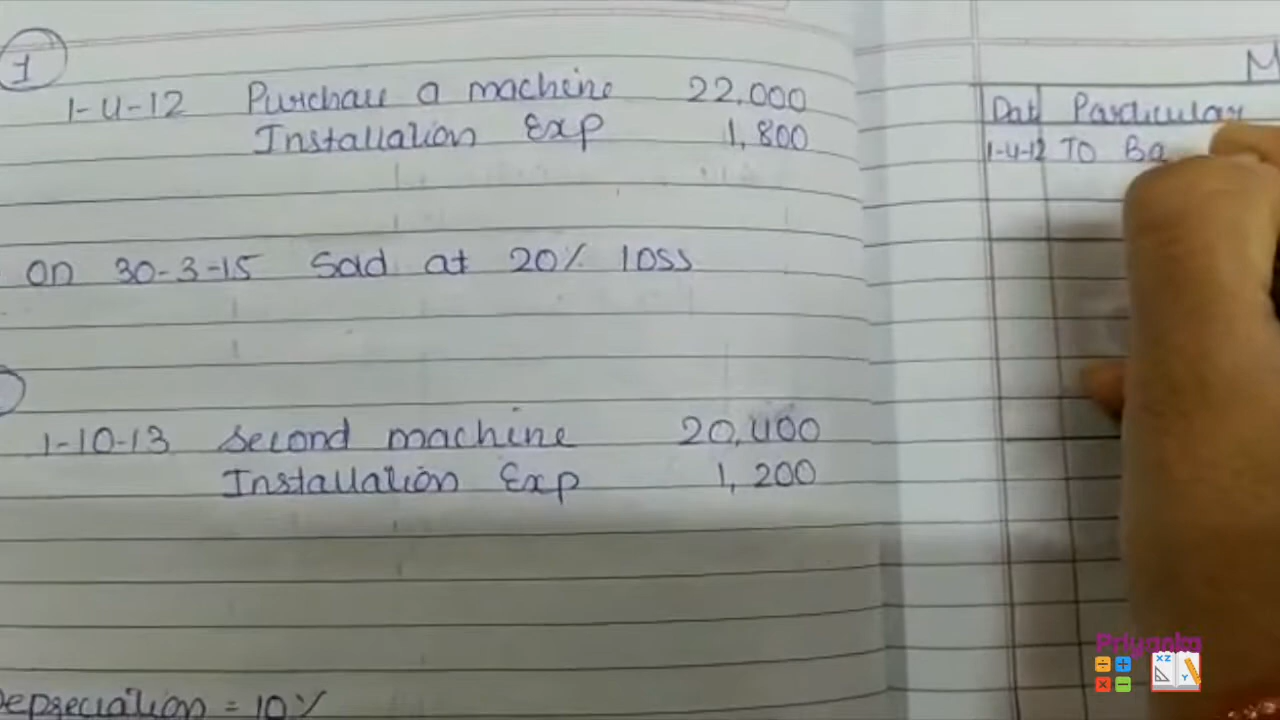 1
1-4-12 Purchase a machine 22,000
Installation Exp 1,800
on 30-3-15 Sold at 20% loss
1-10-13 Second machine 20,400
Installation Exp 1,200
Depreciation = 10%
M
Dat Particular
1-4-12 TO Ba
Priyanka